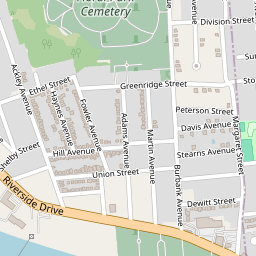 Cemetery
Division Street
Ackley Avenue
Ethel Street
Greenridge Street
Haynes Avenue
Fowler Avenue
Adams Avenue
Martin Avenue
Peterson Street
Davis Avenue
Margaret Street
Shelby Street
Hill Avenue
Stearns Avenue
Union Street
Burbank Avenue
Riverside Drive
Dewitt Street